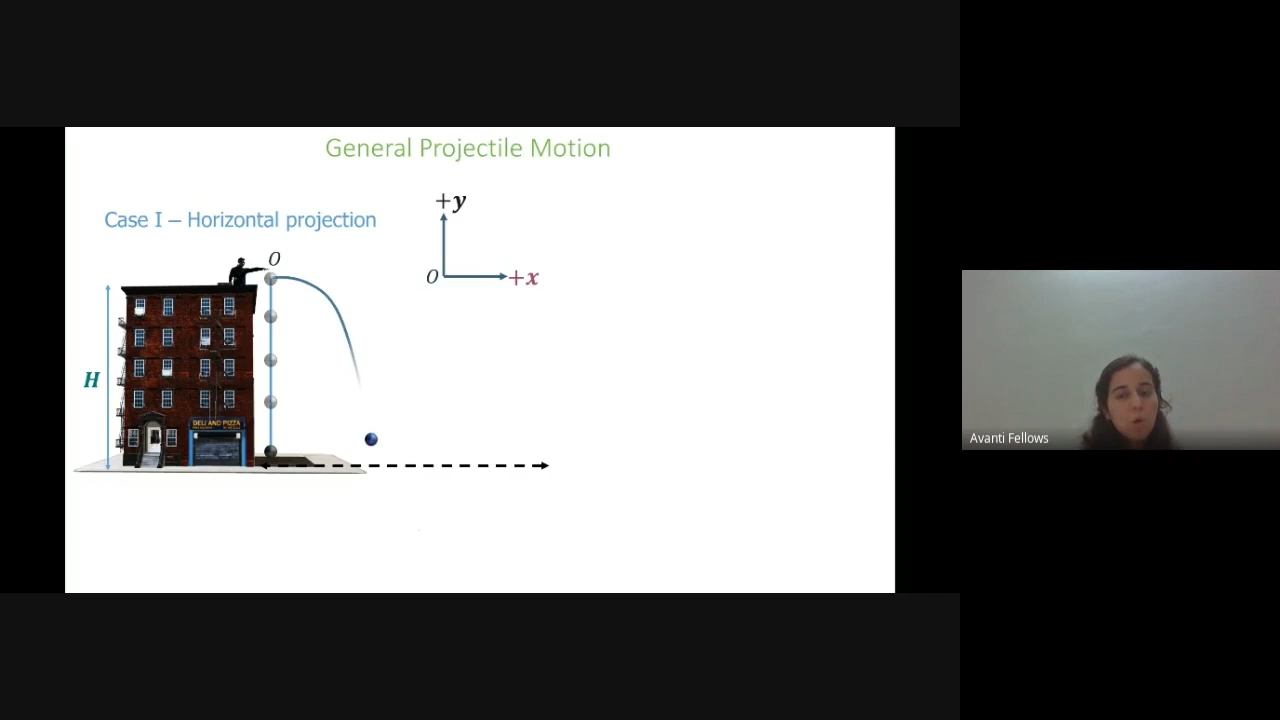 General Projectile Motion
Case I – Horizontal projection
+y
O
O
+x
H
DELI AND PIZZA
Avanti Fellows